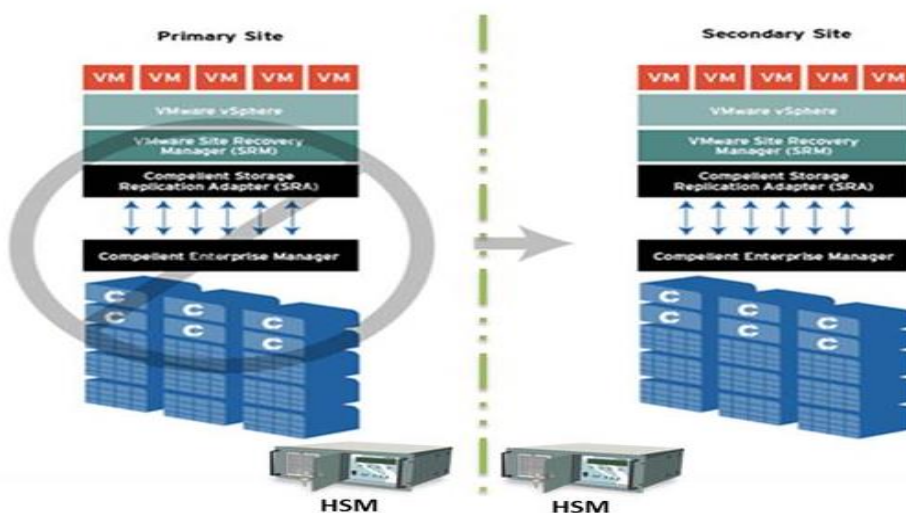 Primary Site
VM VM VM VM VM
VMware vSphere
VMware Site Recovery
Manager (SRM)
Compellent Storage
Replication Adapter (SRA)
Compellent Enterprise Manager
C
C
C
C
C
C
HSM
Secondary Site
VM VM VM VM VM
VMware vSphere
VMware Site Recovery
Manager (SRM)
Compellent Storage
Replication Adapter (SRA)
Compellent Enterprise Manager
C
C
C
C
C
C
HSM